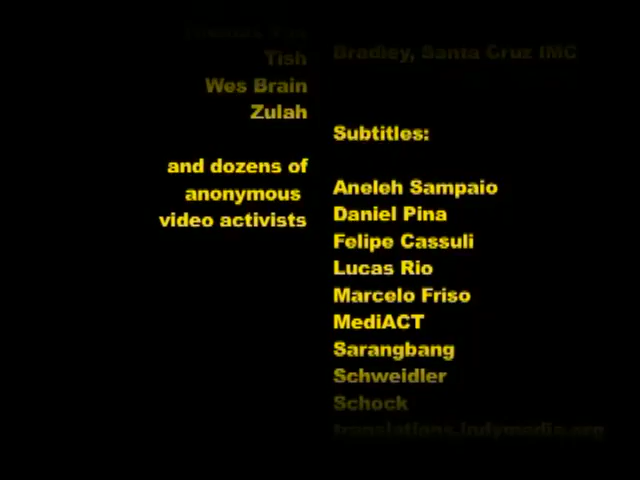 Tish
Wes Brain
Zulah
and dozens of
anonymous
video activists
Bradley, Santa Cruz IMC
Subtitles:
Aneleh Sampaio
Daniel Pina
Felipe Cassuli
Lucas Rio
Marcelo Friso
MediACT
Sarangbang
Schweidler
Schock
translations.indymedia.org